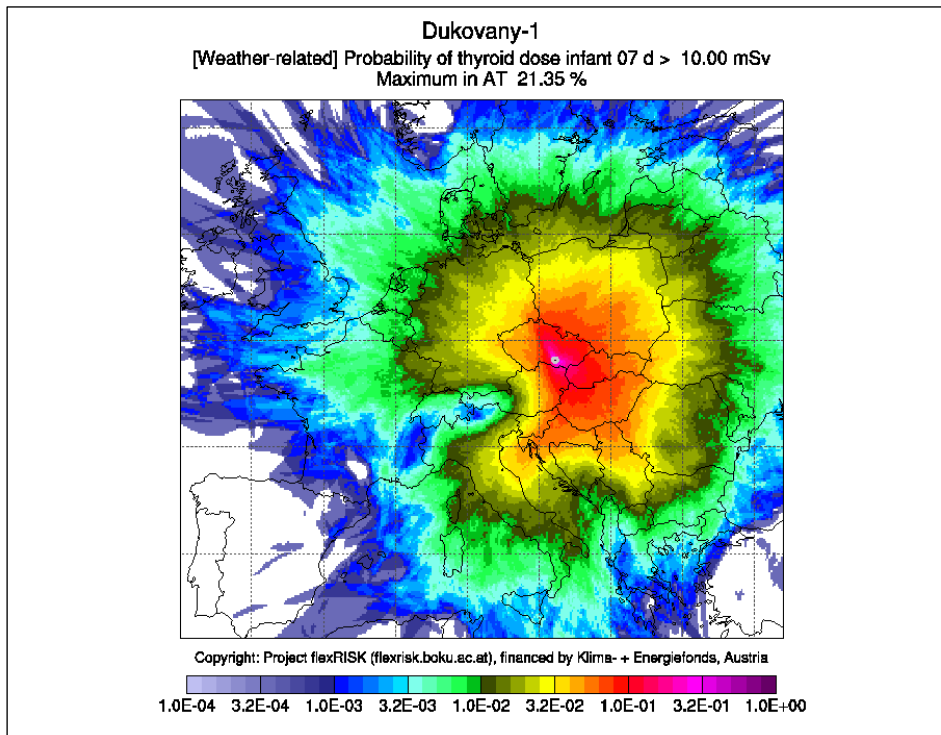 Dukovany-1
[Weather-related] Probability of thyroid dose infant 07 d > 10.00 mSv
Maximum in AT 21.35 %
Copyright: Project flexRISK (flexrisk.boku.ac.at), financed by Klima- + Energiefonds, Austria
1.0E-04 3.2E-04 1.0E-03 3.2E-03 1.0E-02 3.2E-02 1.0E-01 3.2E-01 1.0E+00